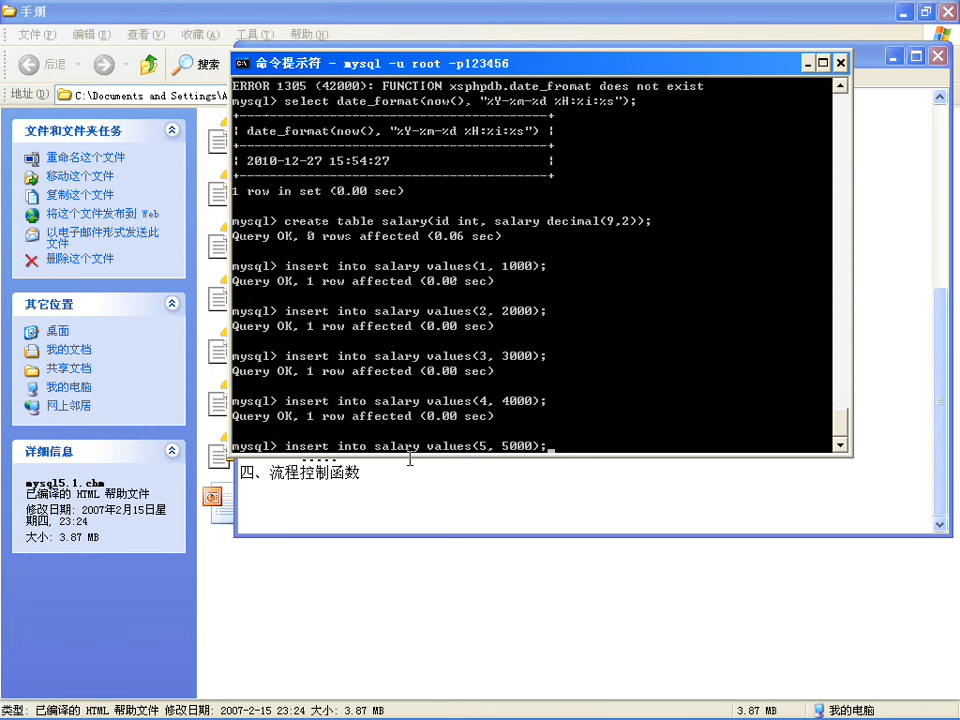 手册
文件(F) 编辑(E) 查看(V) 收藏(A) 工具(T) 帮助(H)
后退 搜索
地址(D) C:\Documents and Settings\A
文件和文件夹任务
重命名这个文件
移动这个文件
复制这个文件
将这个文件发布到 Web
以电子邮件形式发送此
文件
删除这个文件
其它位置
桌面
我的文档
共享文档
我的电脑
网上邻居
详细信息
mysql5.1.chm
已编译的 HTML 帮助文件
修改日期: 2007年2月15日星
期四, 23:24
大小: 3.87 MB
命令提示符 - mysql -u root -p123456
ERROR 1305 (42000): FUNCTION xsphpdb.date_fromat does not exist
mysql> select date_format(now(), "%Y-%m-%d %H:%i:%s");
+-----------------------------------------+
| date_format(now(), "%Y-%m-%d %H:%i:%s") |
+-----------------------------------------+
| 2010-12-27 15:54:27                     |
+-----------------------------------------+
1 row in set (0.00 sec)
mysql> create table salary(id int, salary decimal(9,2));
Query OK, 0 rows affected (0.06 sec)
mysql> insert into salary values(1, 1000);
Query OK, 1 row affected (0.00 sec)
mysql> insert into salary values(2, 2000);
Query OK, 1 row affected (0.00 sec)
mysql> insert into salary values(3, 3000);
Query OK, 1 row affected (0.00 sec)
mysql> insert into salary values(4, 4000);
Query OK, 1 row affected (0.00 sec)
mysql> insert into salary values(5, 5000);
四、流程控制函数
类型: 已编译的 HTML 帮助文件 修改日期: 2007-2-15 23:24 大小: 3.87 MB
3.87 MB
我的电脑